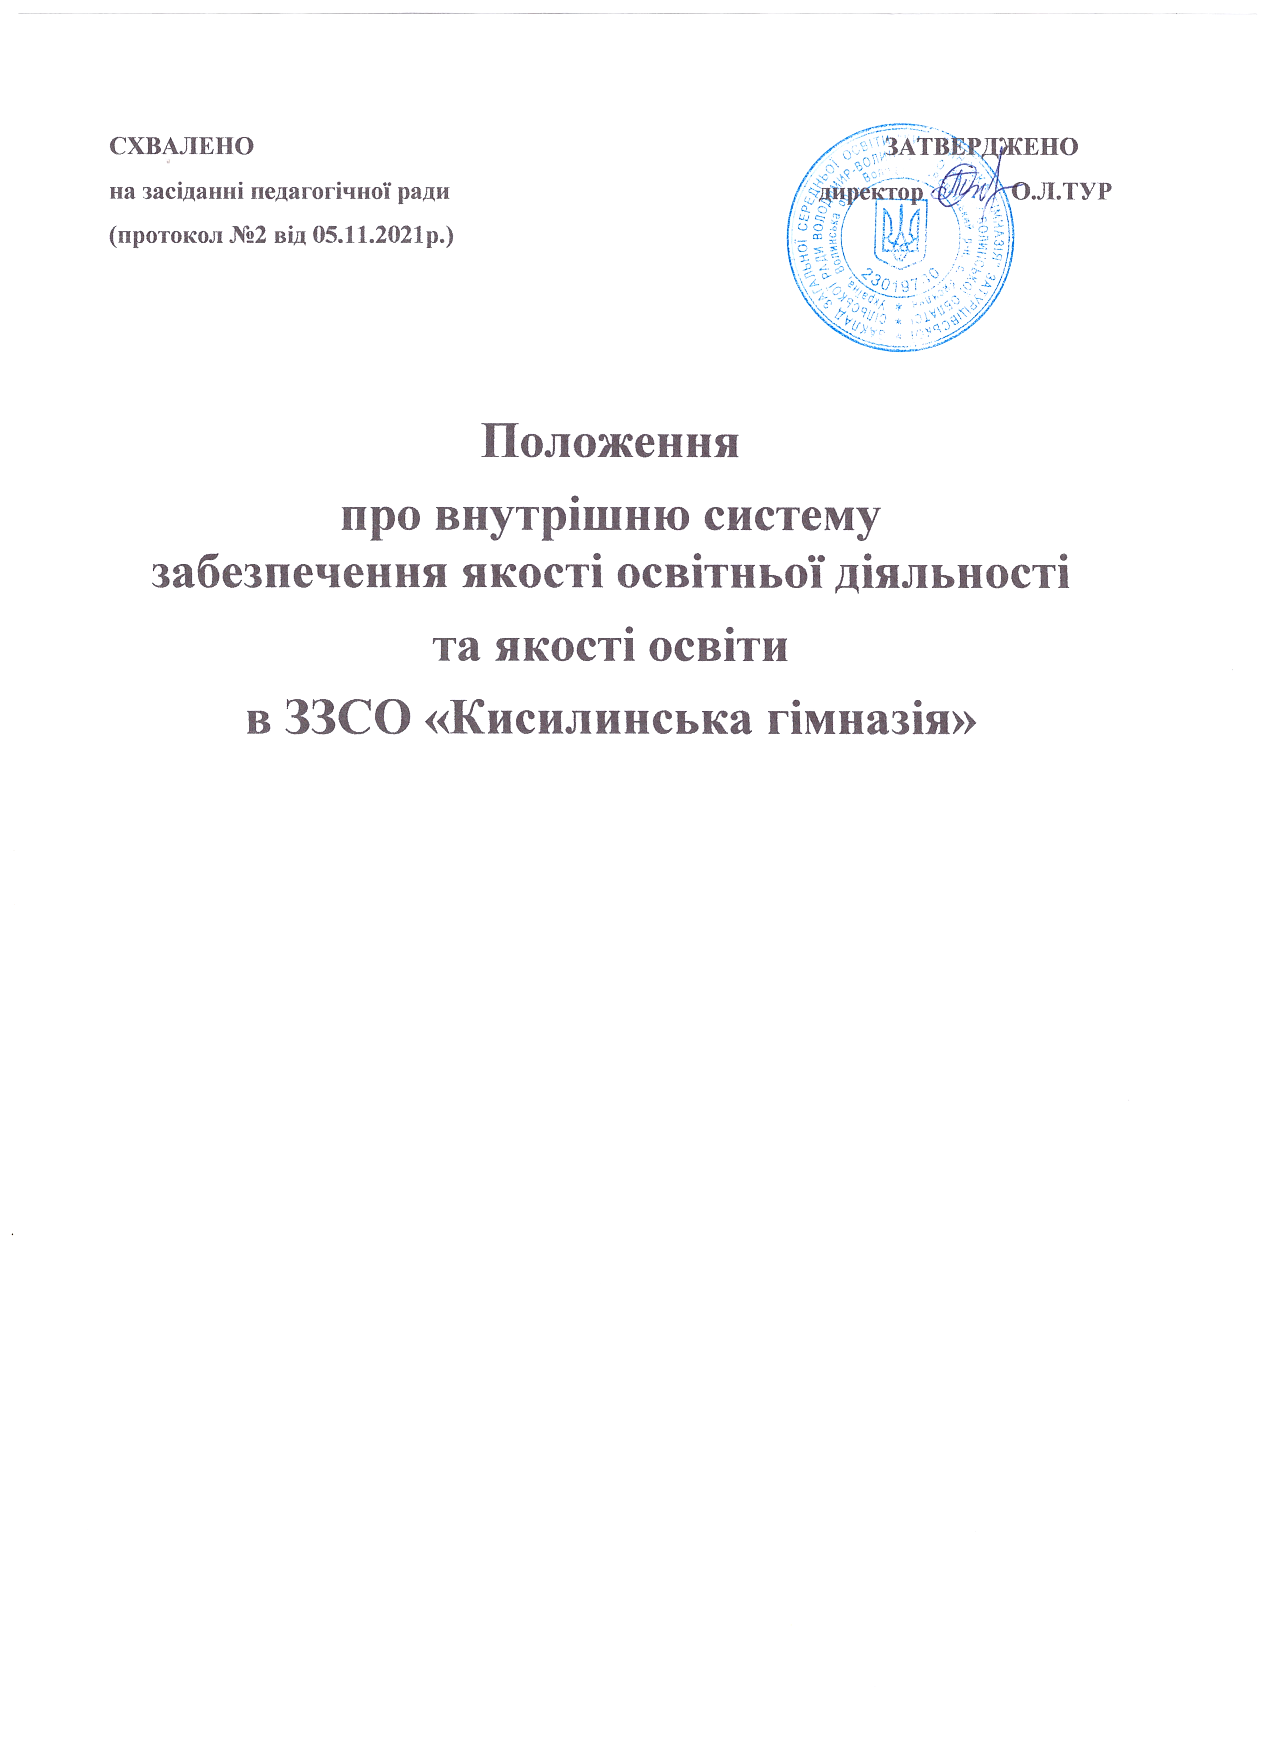 СХВАЛЕНО
на засіданні педагогічної ради
(протокол №2 від 05.11.2021р.)
ЗАТВЕРДЖЕНО
директор О.Л.ТУР
Положення
про внутрішню систему
забезпечення якості освітньої діяльності
та якості освіти
в ЗЗСО «Кисилинська гімназія»